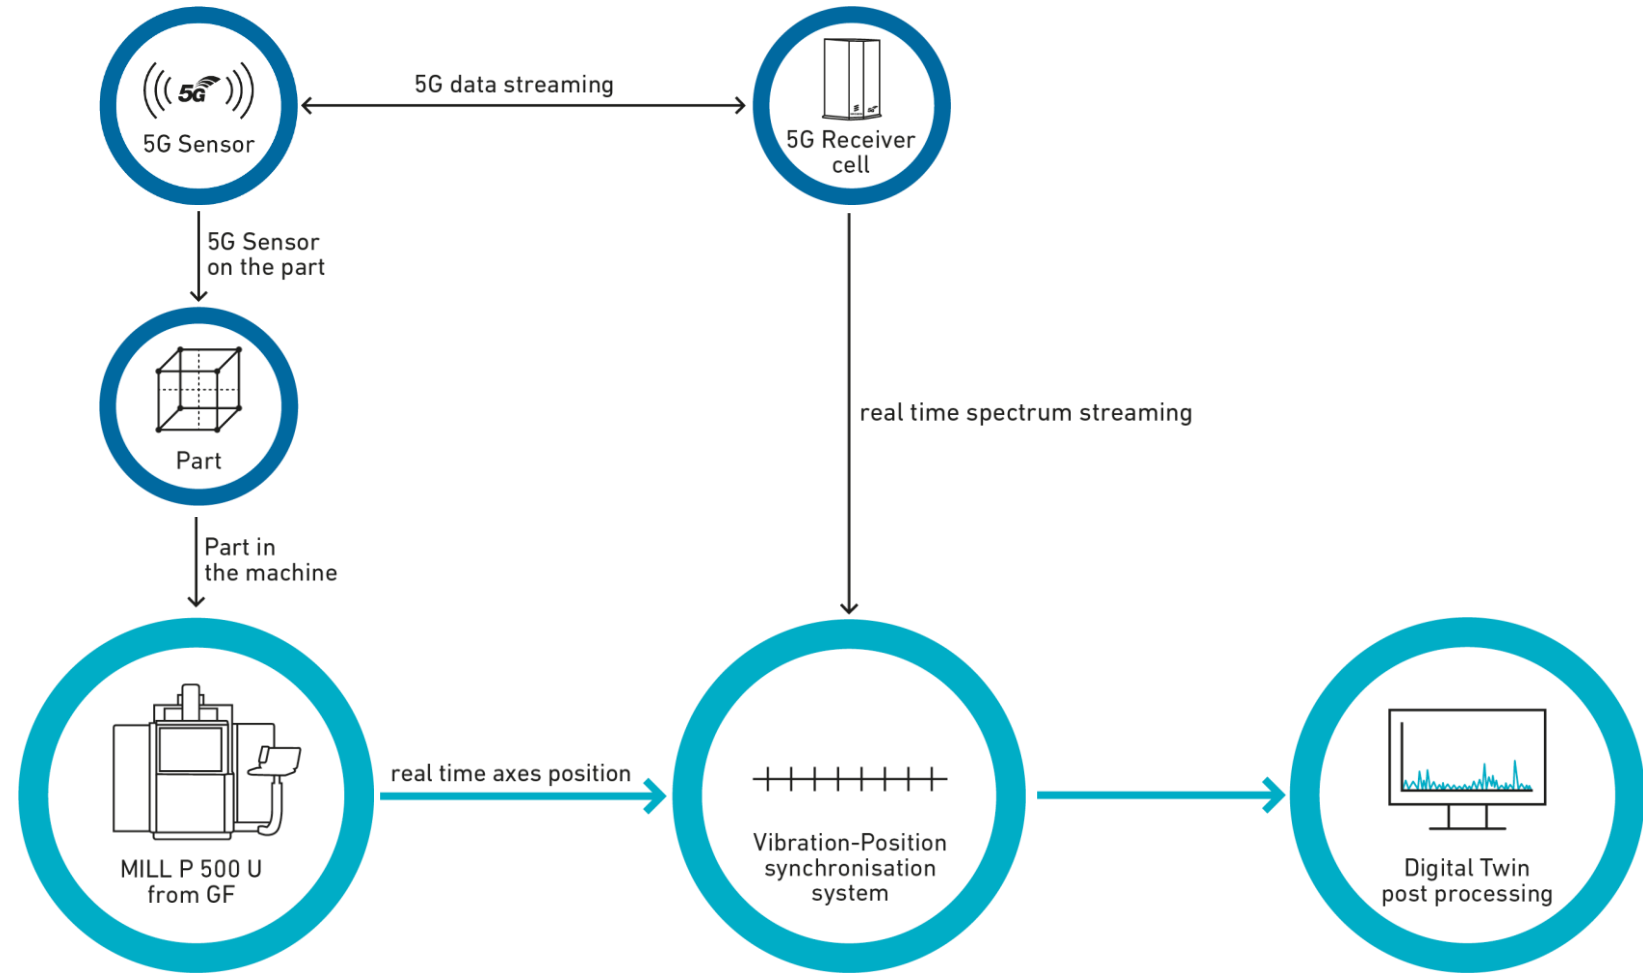 5G
5G Sensor
5G data streaming
5G Receiver
cell
5G Sensor
on the part
Part
real time spectrum streaming
Part in
the machine
MILL P 500 U
from GF
real time axes position
Vibration-Position
synchronisation
system
Digital Twin
post processing